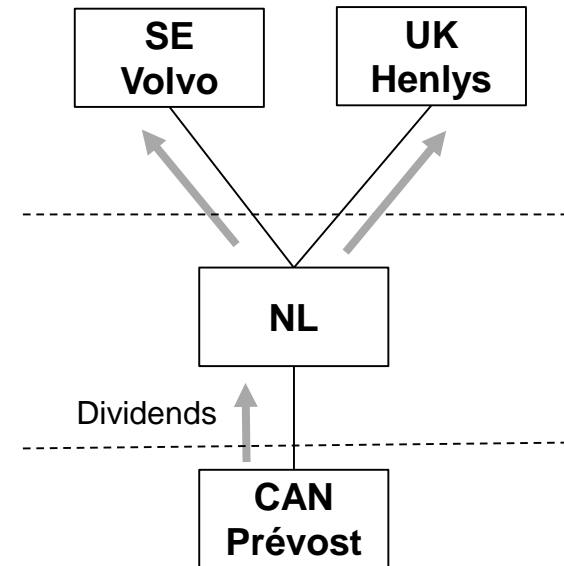 SE
Volvo
UK
Henlys
NL
Dividends
CAN
Prévost